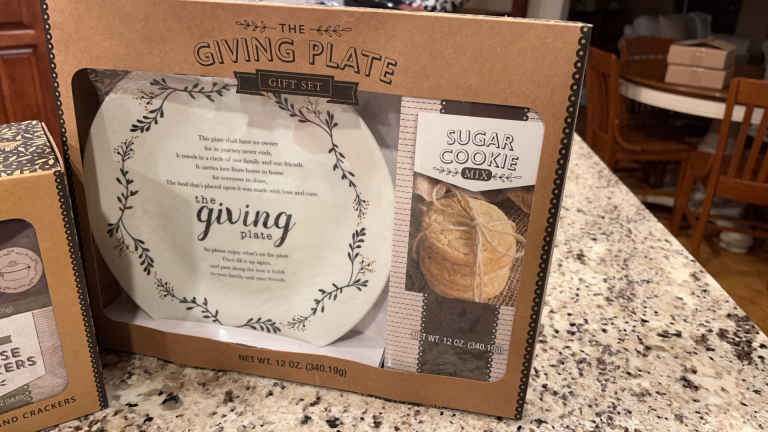 THE
GIVING PLATE
GIFT SET
This plate shall have no owner
for its journey never ends,
It travels in a circle of our family and our friends.
It carries love from home to home
for everyone to share,
The food that's placed upon it was made with love and care.
the
giving
plate
So please enjoy what's on the plate
Then fill it up again,
and pass along the love it holds
to your family and your friends.
SUGAR
COOKIE
MIX
NET WT. 12 OZ. (340.19g)
NET WT. 12 OZ. (340.19g)
AND CRACKERS